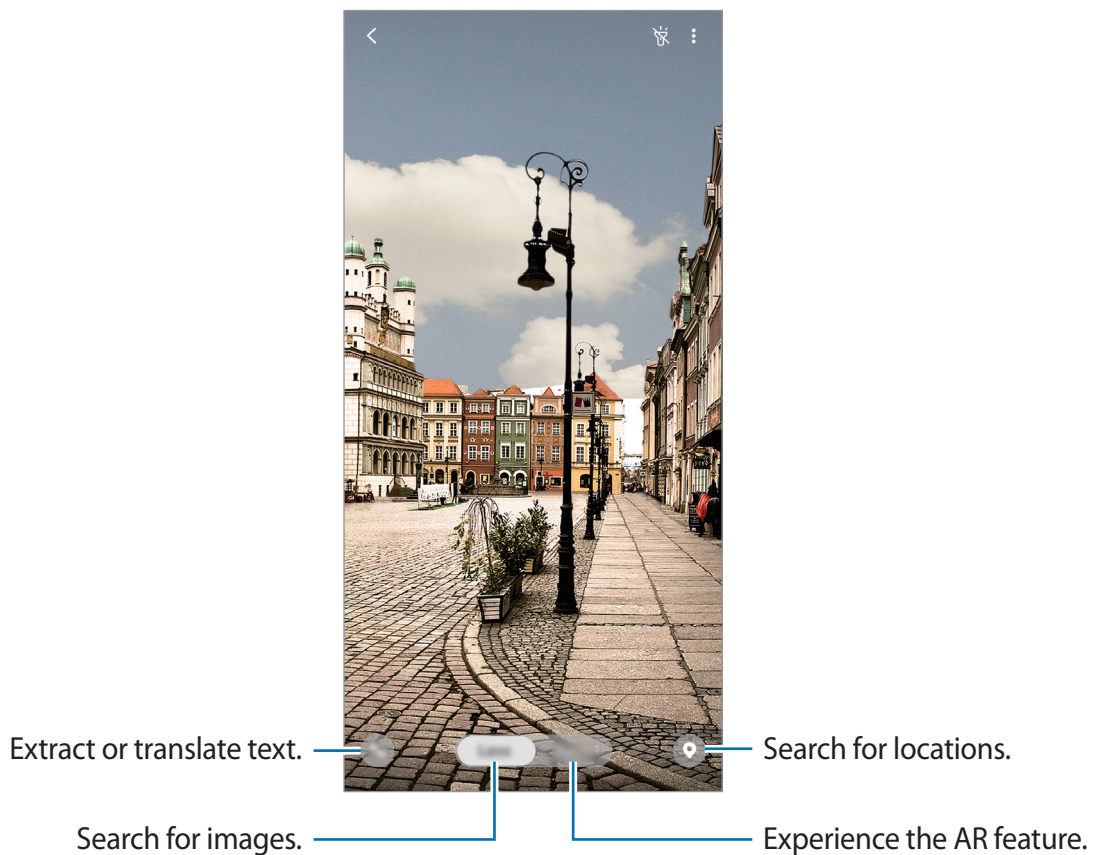 Extract or translate text.
Search for locations.
Search for images.
Experience the AR feature.